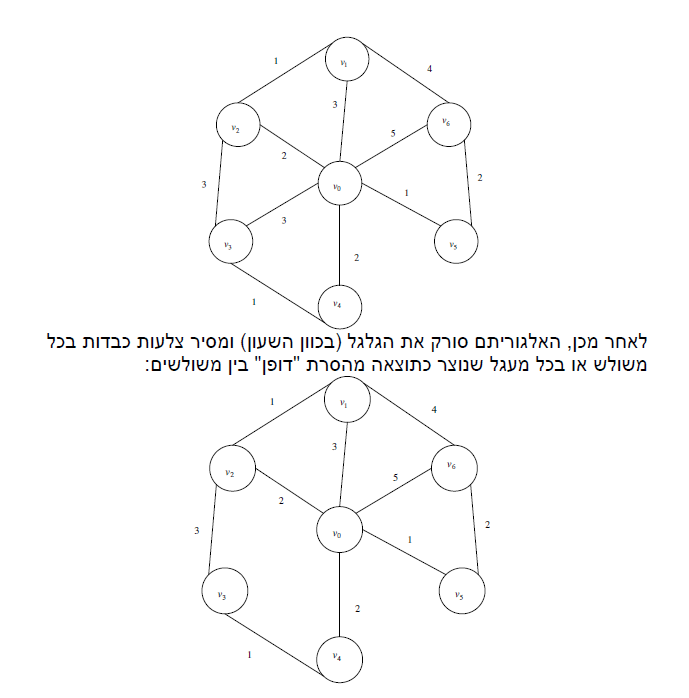 v1
1
4
3
v2
v6
5
2
3
2
v0
1
3
v3
v5
2
1
v4
לאחר מכן, האלגוריתם סורק את הגלגל (בכוון השעון) ומסיר צלעות כבדות בכל
משולש או בכל מעגל שנוצר כתוצאה מהסרת "דופן" בין משולשים:
1
v1
4
3
v2
v6
5
2
3
2
v0
1
v3
v5
2
1
v4